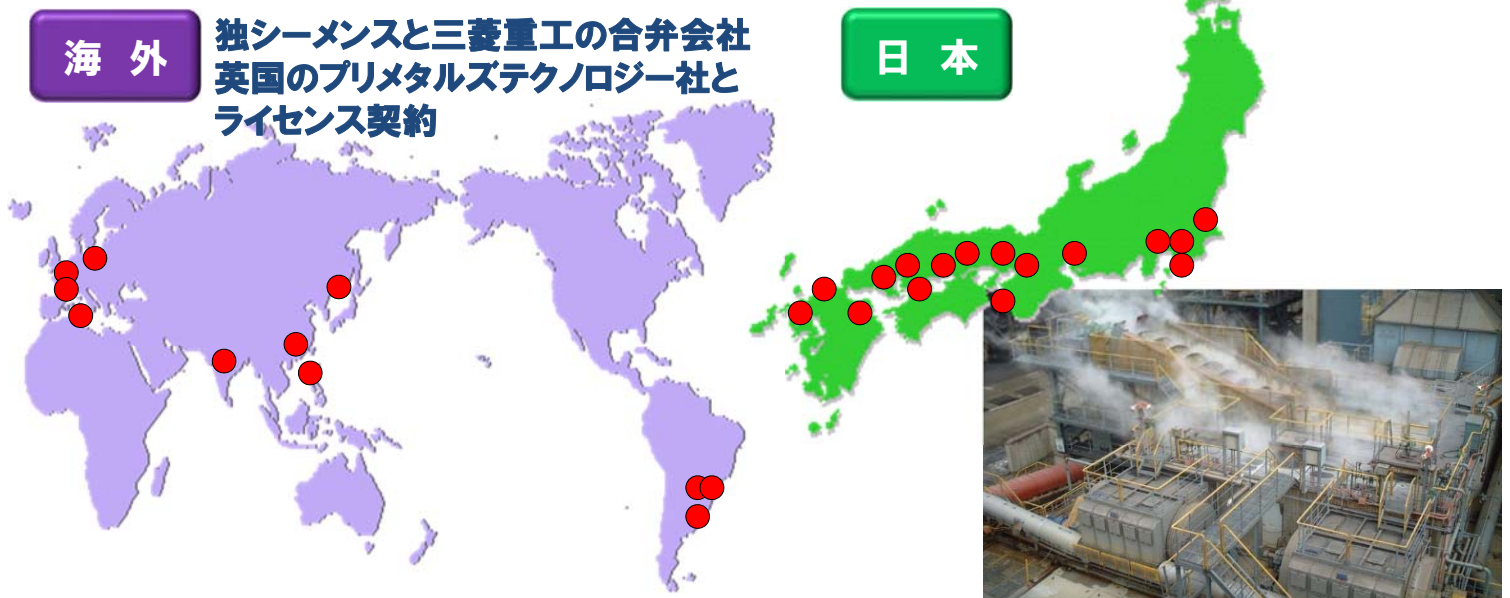 海 外
独シーメンスと三菱重工の合弁会社
英国のプリメタルズテクノロジー社と
ライセンス契約
日 本